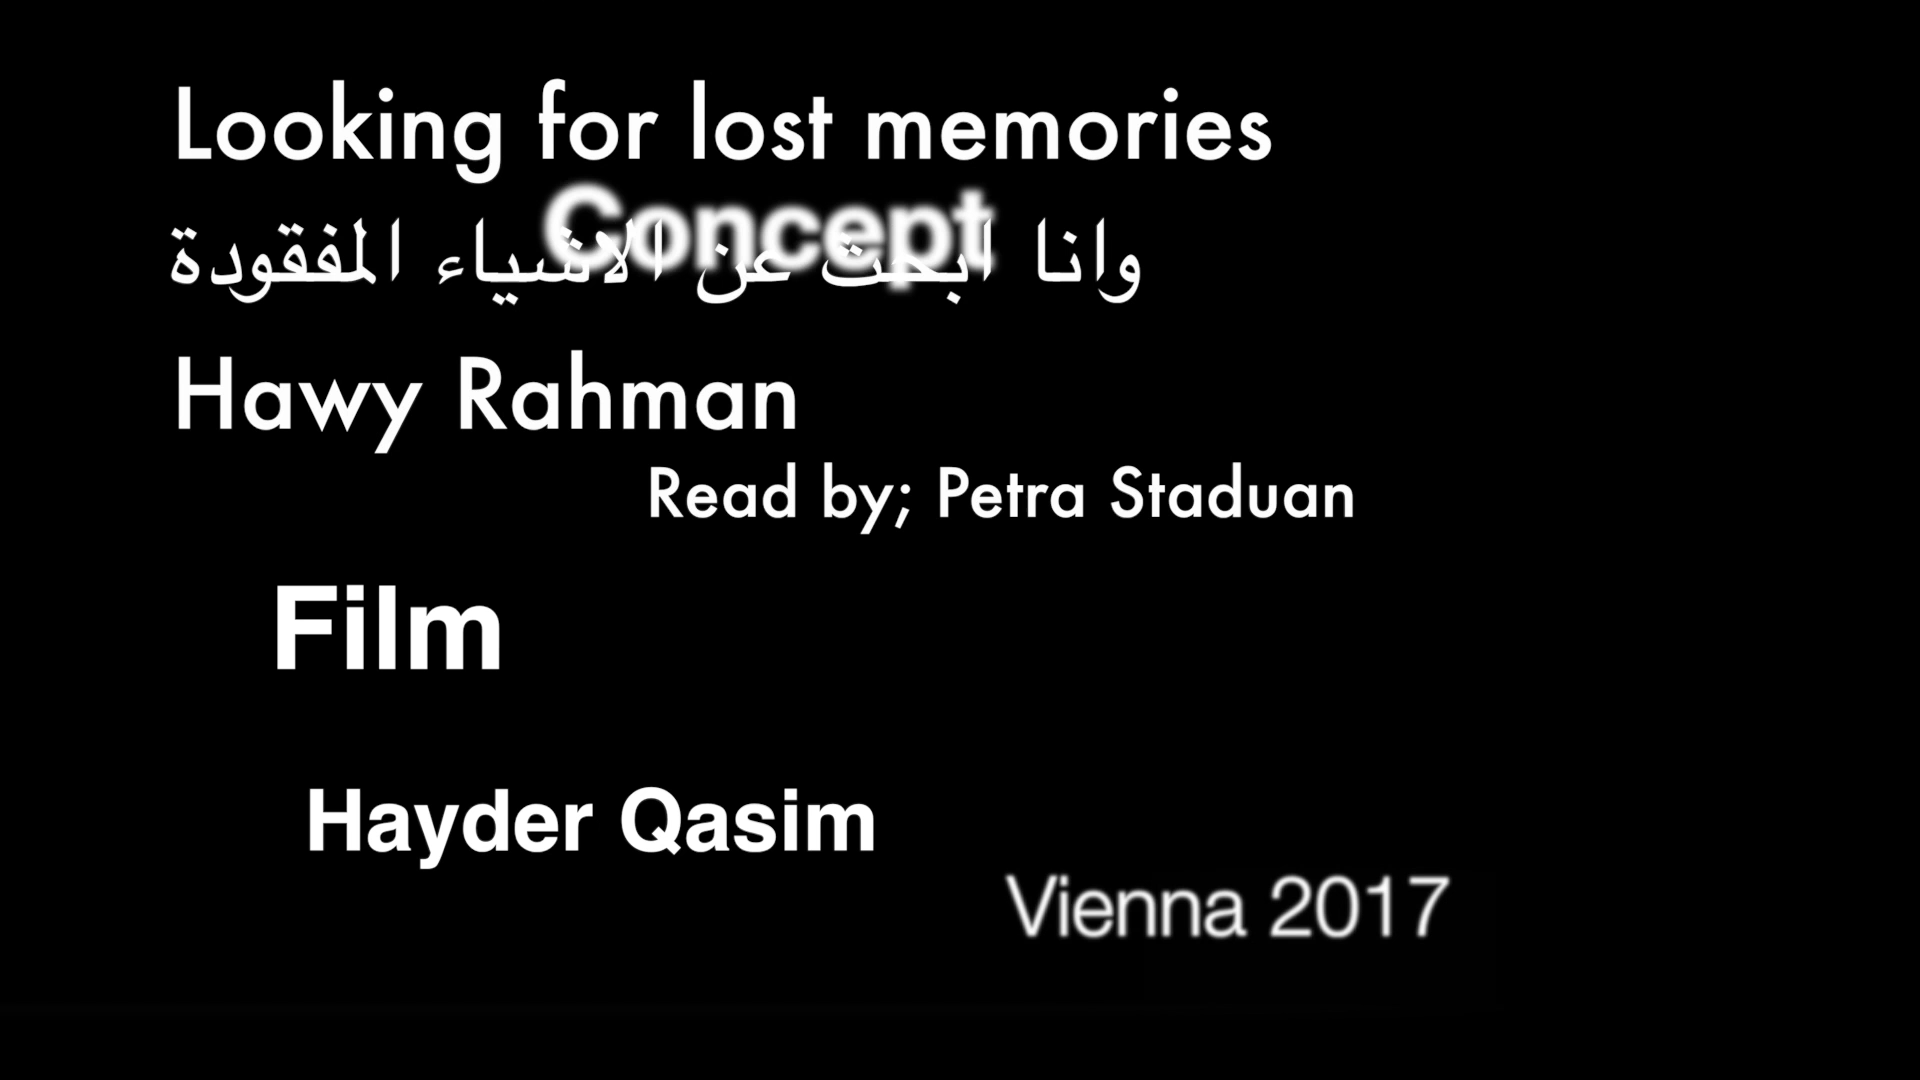 Looking for lost memories
Concept
وانا ابحث عن الاشياء المفقودة
Hawy Rahman
Read by; Petra Staduan
Film
Hayder Qasim
Vienna 2017